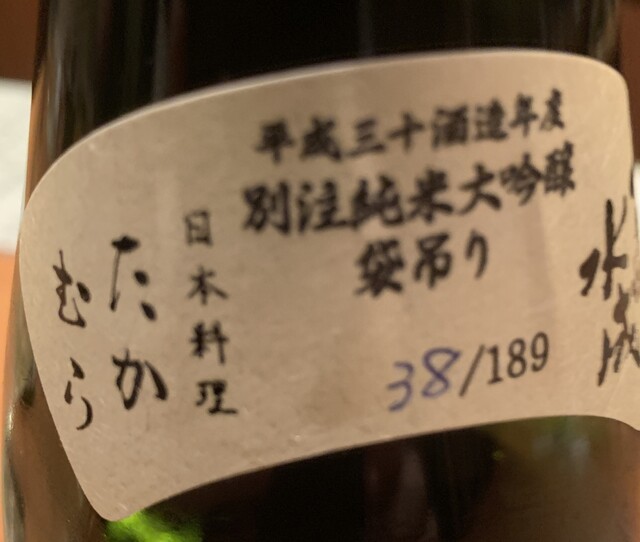 平成三十酒造年度
別注純米大吟醸
袋吊り
38/189
日本料理
たか
むら